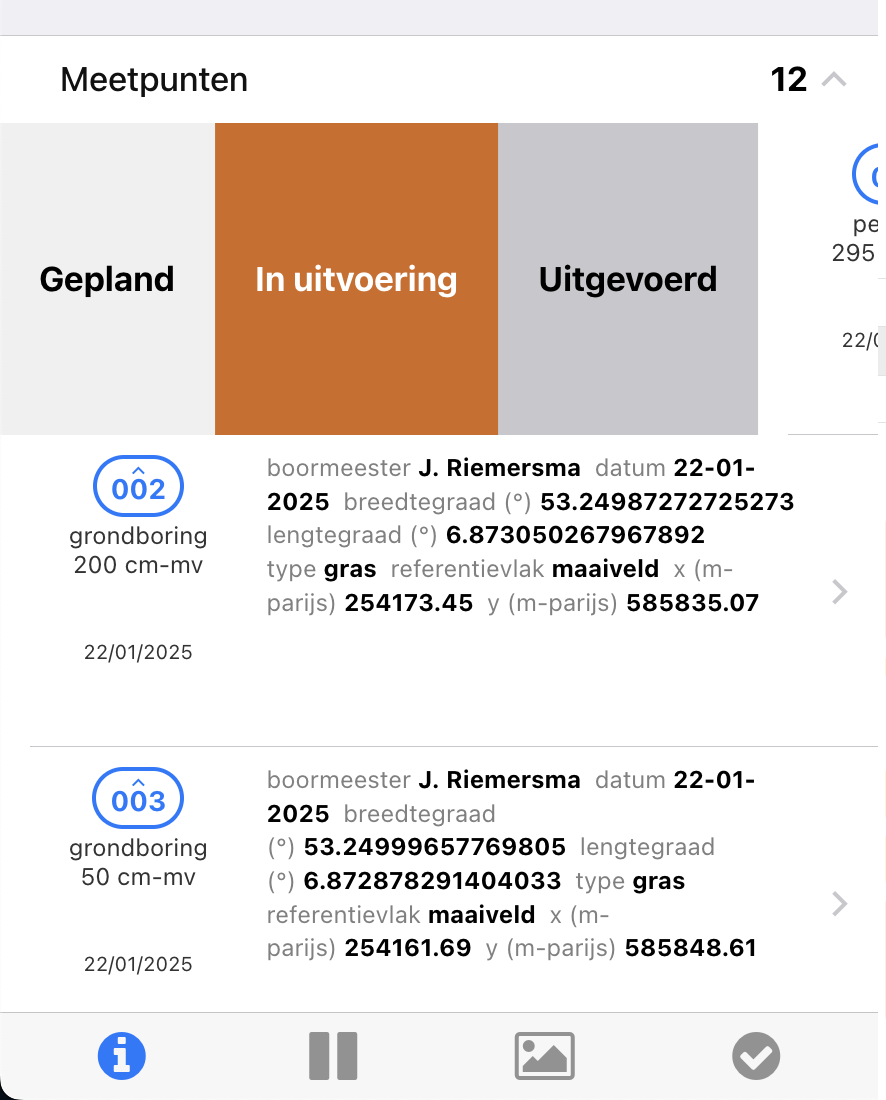 Meetpunten 12
Gepland In uitvoering Uitgevoerd
295
002
grondboring
200 cm-mv
22/01/2025
boormeester J. Riemersma datum 22-01-
2025 breedtegraad (°) 53.24987272725273
lengtegraad (°) 6.873050267967892
type gras referentievlak maaiveld x (m-
parijs) 254173.45 y (m-parijs) 585835.07
003
grondboring
50 cm-mv
22/01/2025
boormeester J. Riemersma datum 22-01-
2025 breedtegraad
(°) 53.24999657769805 lengtegraad
(°) 6.872878291404033 type gras
referentievlak maaiveld x (m-
parijs) 254161.69 y (m-parijs) 585848.61